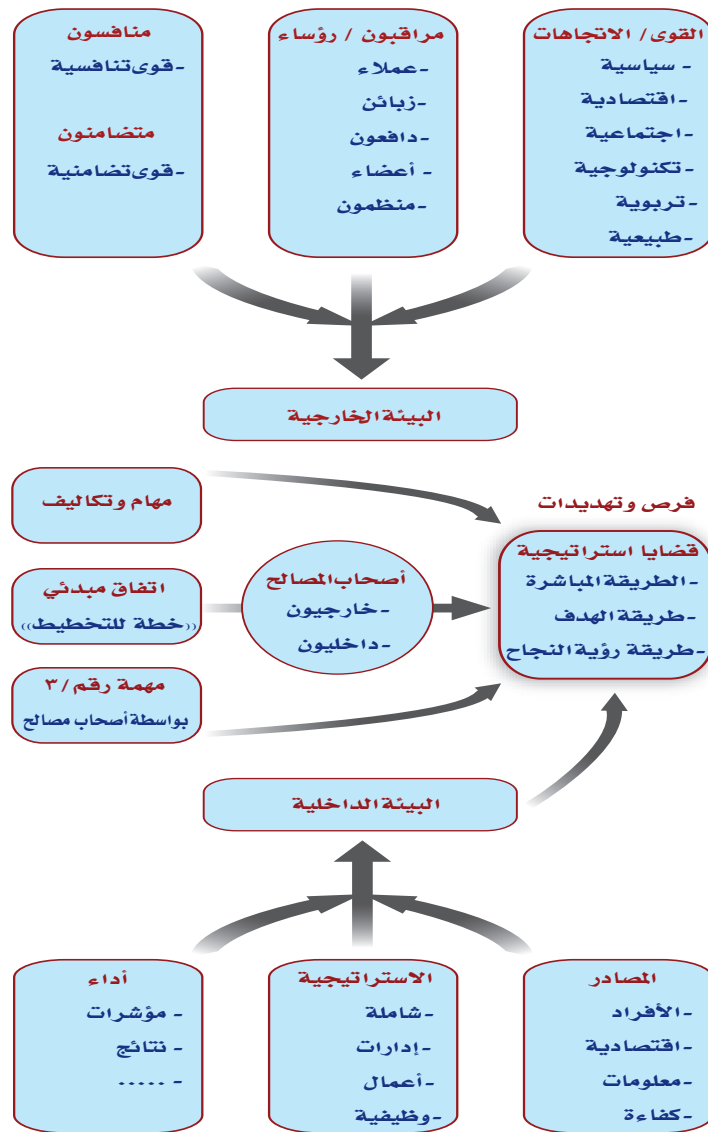 القوى / الاتجاهات
- سياسية
- اقتصادية
- اجتماعية
- تكنولوجية
- تربوية
- طبيعية
مراقبون / رؤساء
- عملاء
- زبائن
- دافعون
- أعضاء
- منظمون
منافسون
- قوى تنافسية
متضامنون
- قوى تضامنية
البيئة الخارجية
فرص وتهديدات
قضايا استراتيجية
- الطريقة المباشرة
- طريقة الهدف
- طريقة رؤية النجاح
أصحاب المصالح
- خارجيون
- داخليون
مهام وتكاليف
اتفاق مبدئي
((خطة للتخطيط))
مهمة رقم /٣
بواسطة أصحاب مصالح
البيئة الداخلية
المصادر
- الأفراد
- اقتصادية
- معلومات
- كفاءة
الاستراتيجية
- شاملة
- إدارات
- أعمال
- وظيفية
أداء
- مؤشرات
- نتائج
- .....